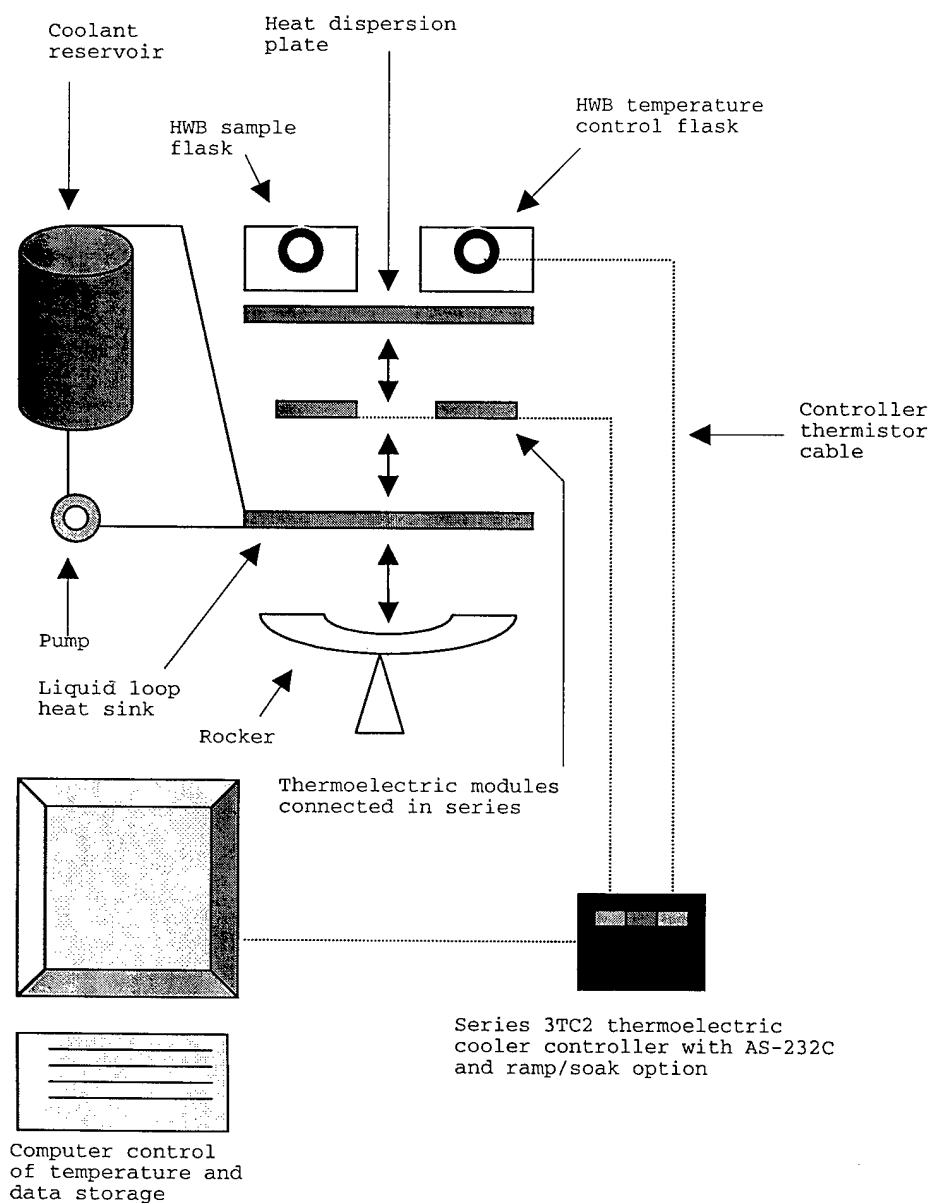 Coolant
reservoir
Heat dispersion
plate
HWB sample
flask
HWB temperature
control flask
Controller
thermistor
cable
Pump
Liquid loop
heat sink
Rocker
Thermoelectric modules
connected in series
Series 3TC2 thermoelectric
cooler controller with AS-232C
and ramp/soak option
Computer control
of temperature and
data storage